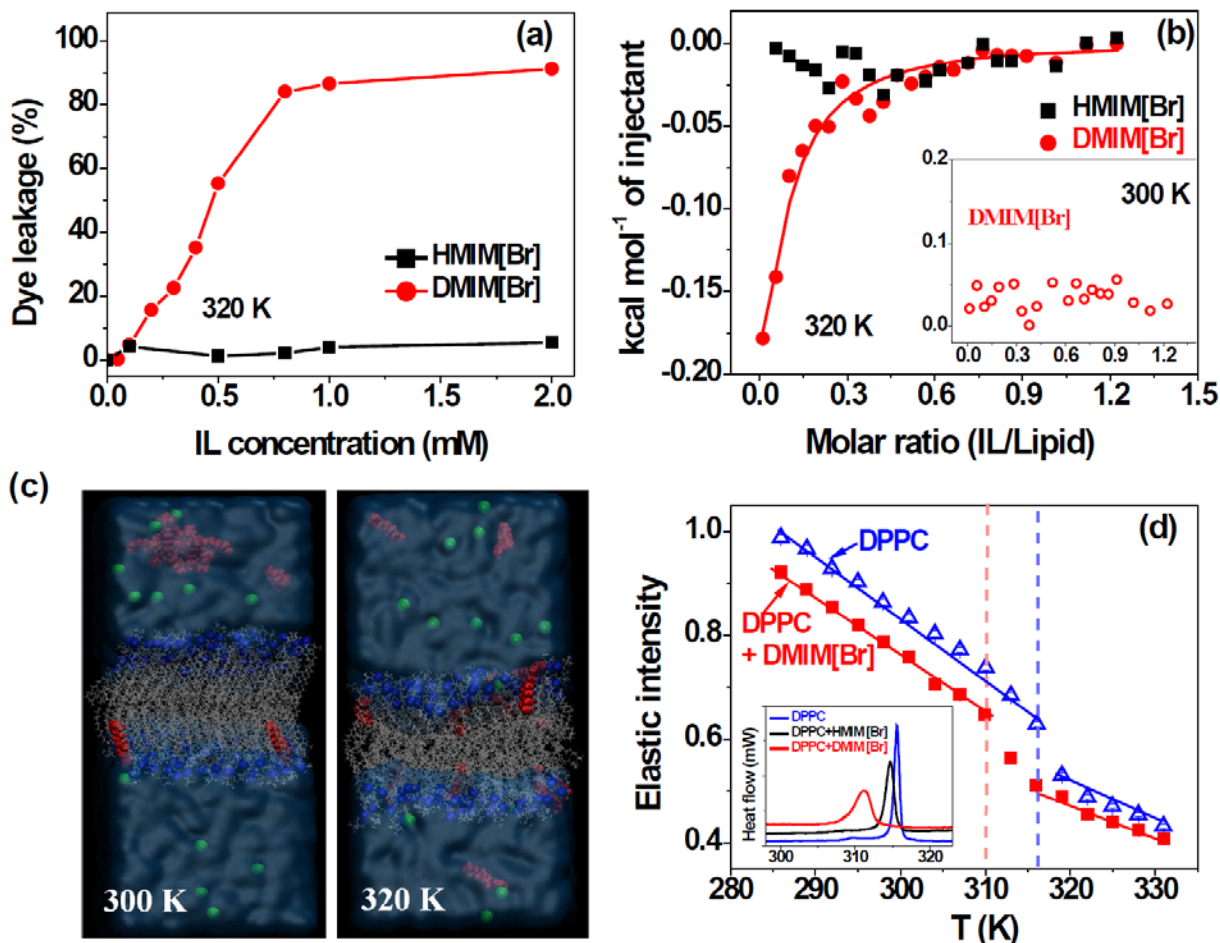 (a)
100
80
60
40
20
0
Dye leakage (%)
HMIM[Br]
DMIM[Br]
320 K
0.0 0.5 1.0 1.5 2.0
IL concentration (mM)
(b)
0.00
-0.05
-0.10
-0.15
-0.20
kcal mol⁻¹ of injectant
HMIM[Br]
DMIM[Br]
0.2
0.1
0.0
300 K
DMIM[Br]
0.0 0.3 0.6 0.9 1.2
320 K
0.0 0.3 0.6 0.9 1.2 1.5
Molar ratio (IL/Lipid)
(c)
300 K
320 K
(d)
1.0
0.8
0.6
0.4
Elastic intensity
DPPC
DPPC
+ DMIM[Br]
DPPC
DPPC+HMIM[Br]
DPPC+DMIM[Br]
Heat flow (mW)
300 310 320
280 290 300 310 320 330
T (K)